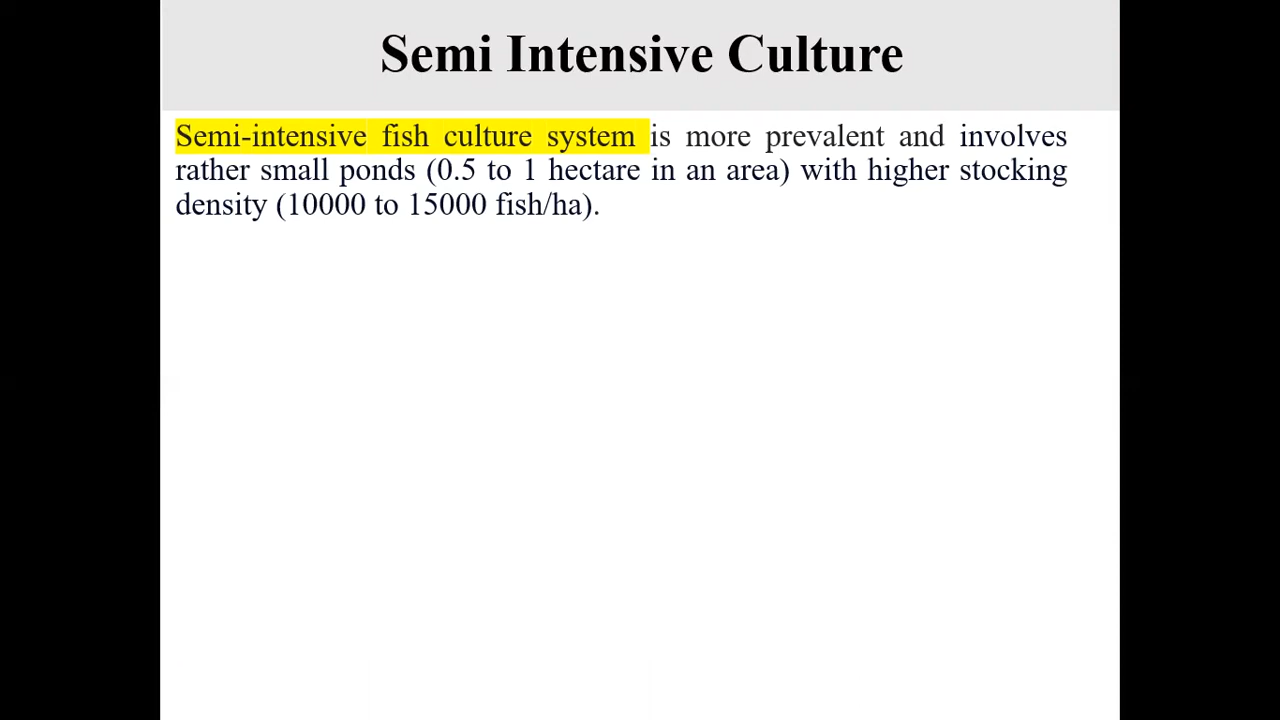 Semi Intensive Culture
Semi-intensive fish culture system is more prevalent and involves
rather small ponds (0.5 to 1 hectare in an area) with higher stocking
density (10000 to 15000 fish/ha).